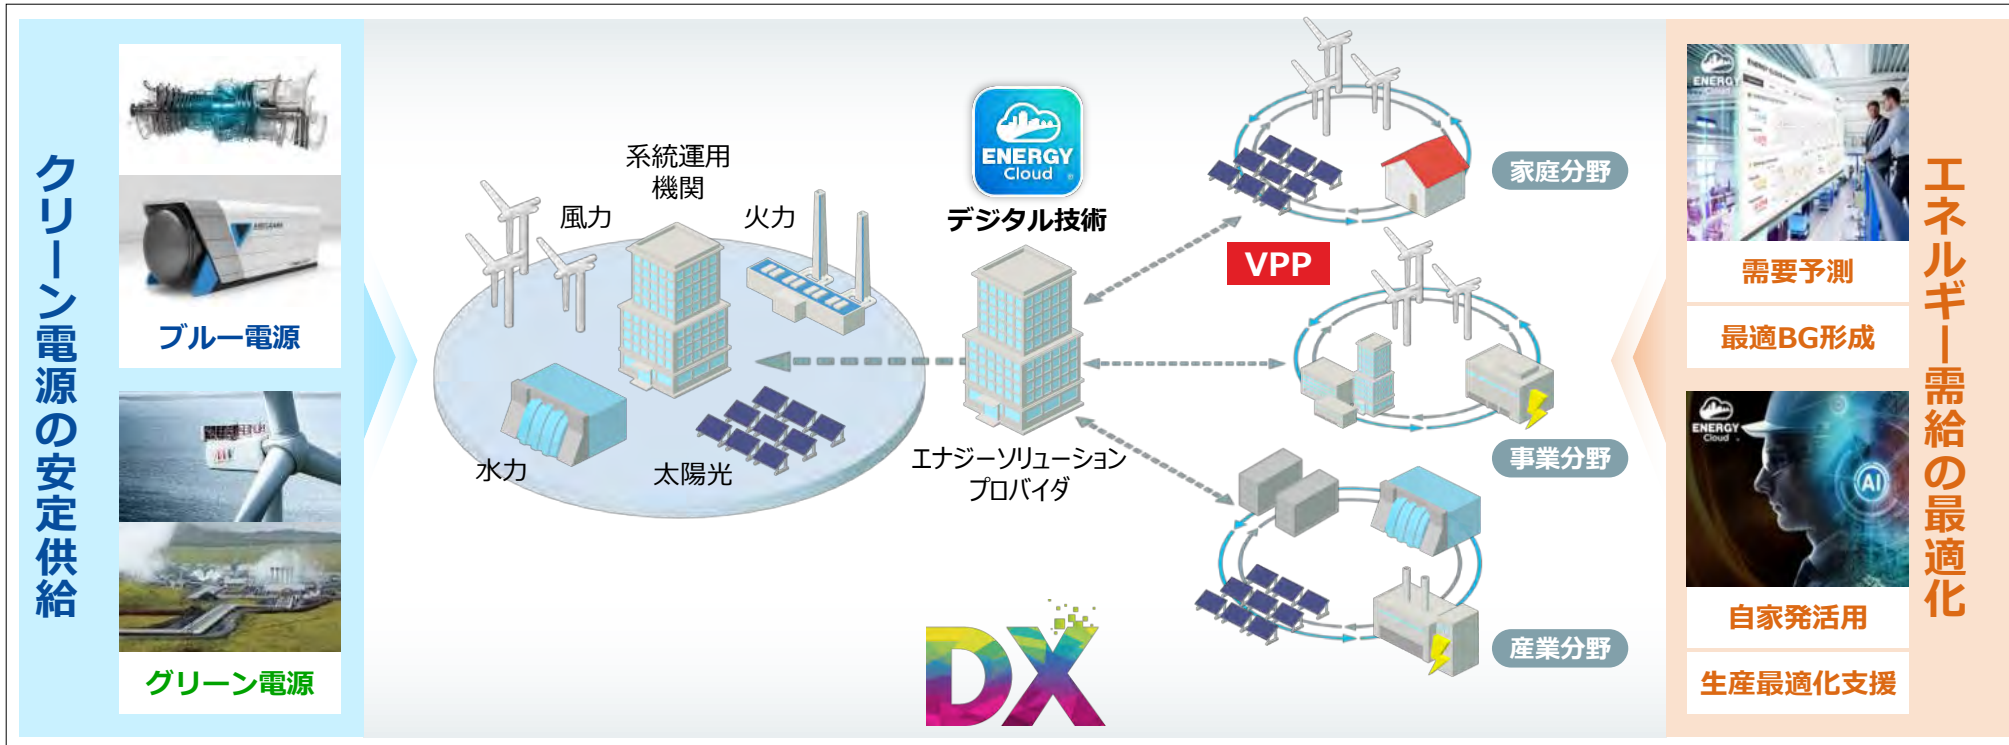 クリーン電源の安定供給
ブルー電源
グリーン電源
系統運用
機関
風力
火力
水力
太陽光
ENERGY
Cloud
デジタル技術
エナジーソリューション
プロバイダ
VPP
DX
家庭分野
事業分野
産業分野
ENERGY
需要予測
最適BG形成
ENERGY
Cloud
AI
自家発活用
生産最適化支援
エネルギー需給の最適化